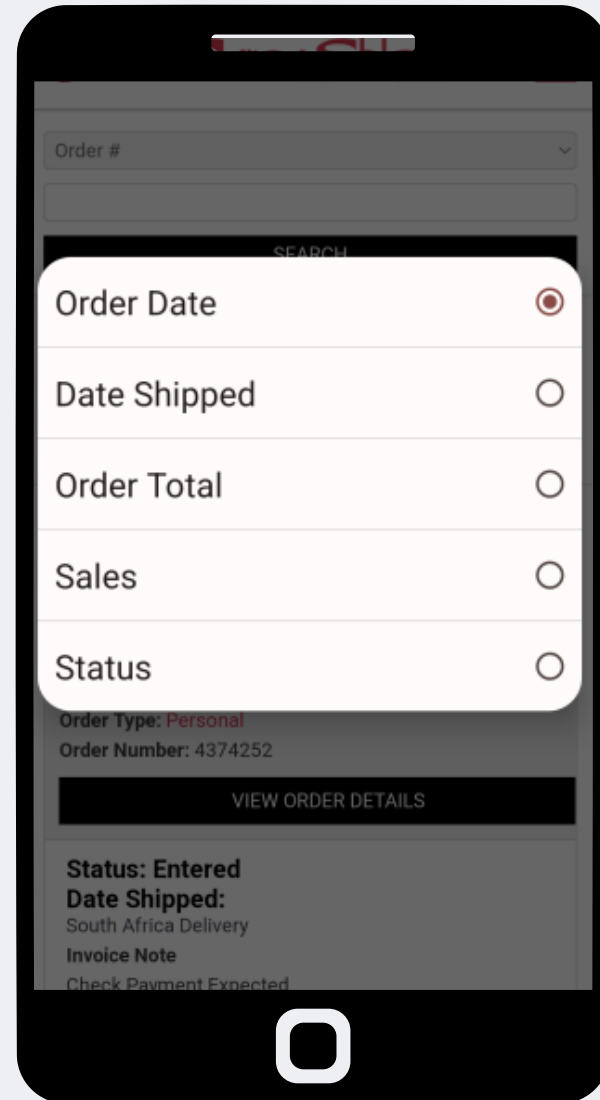 Order #
SEARCH
Order Date
Date Shipped
Order Total
Sales
Status
Order Type: Personal
Order Number: 4374252
VIEW ORDER DETAILS
Status: Entered
Date Shipped:
South Africa Delivery
Invoice Note
Check Payment Expected